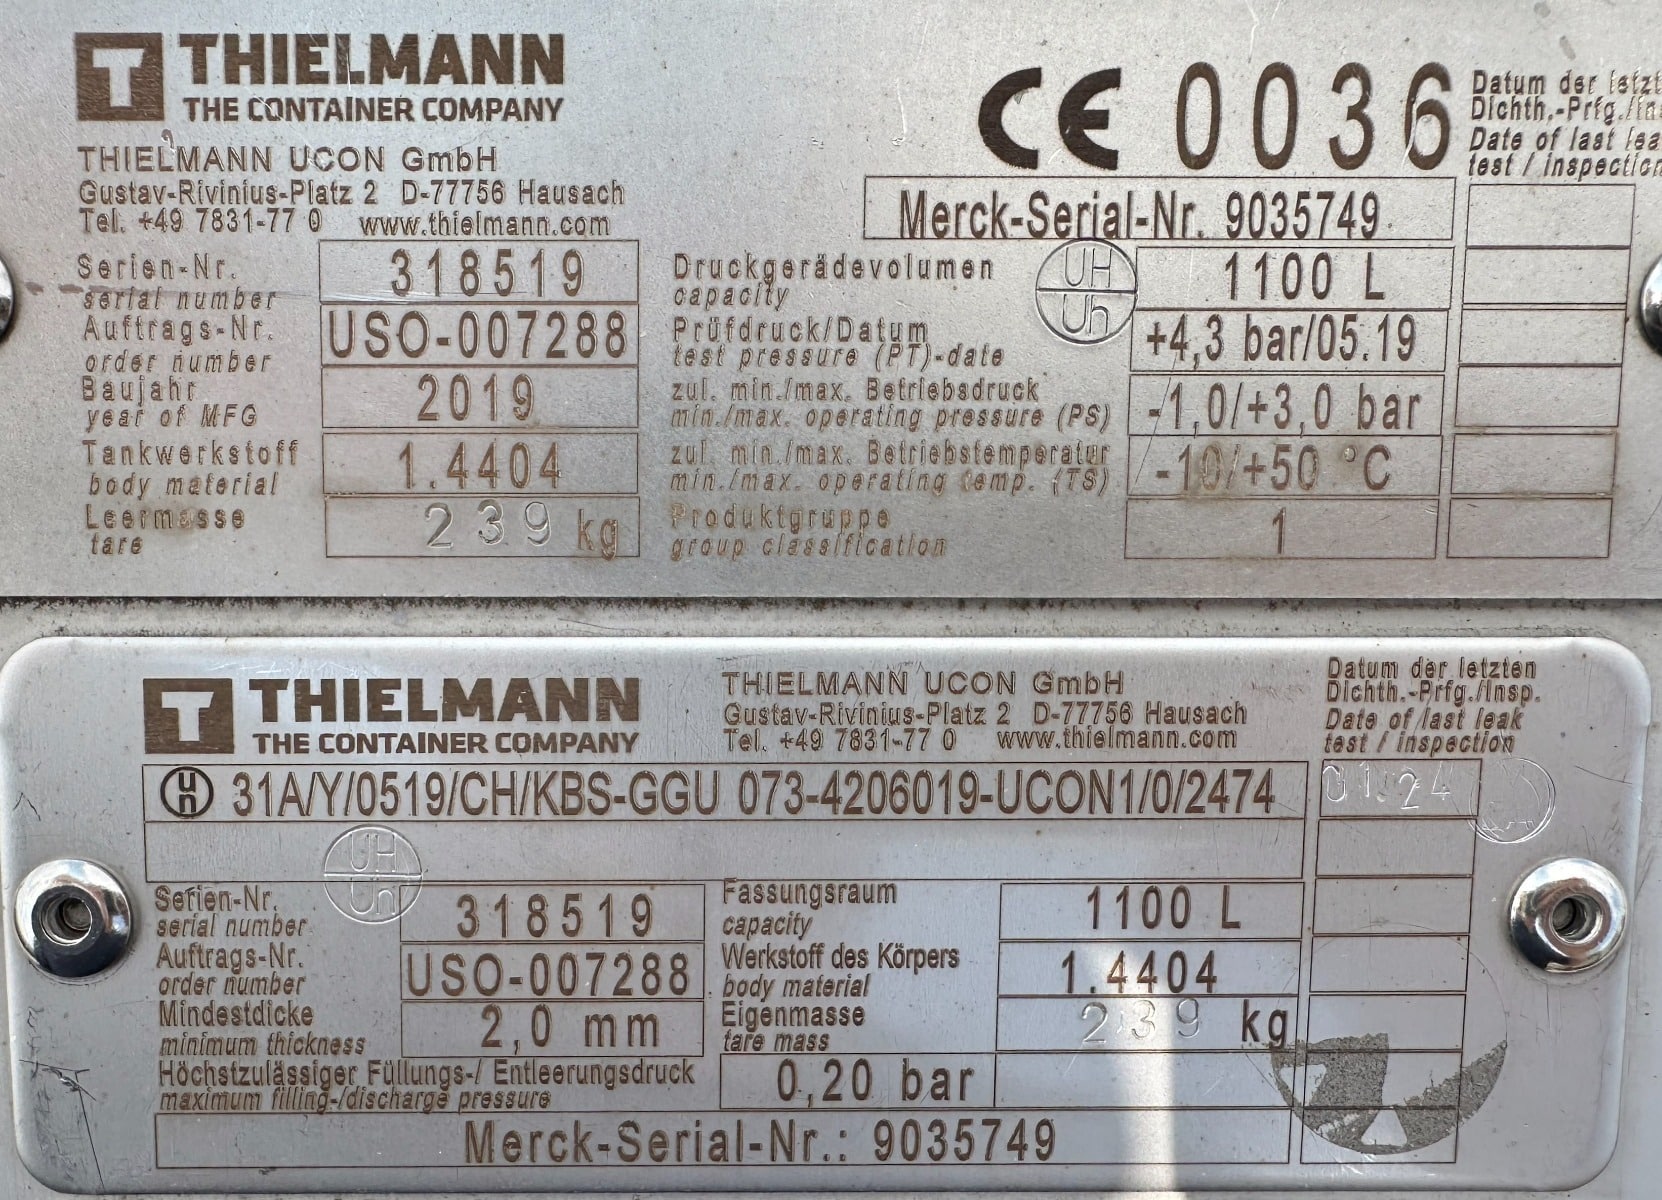 THIELMANN
THE CONTAINER COMPANY
THIELMANN UCON GmbH
Gustav-Rivinius-Platz 2 D-77756 Hausach
Tel. +49 7831-77 0 www.thielmann.com
CE 0036
Datum der letzt
Dichth.-Prfg./In
Date of last lea
test / inspection
Merck-Serial-Nr. 9035749
Serien-Nr.
serial number
318519
Druckgerädevolumen
capacity
UH
Uh
1100 L
Auftrags-Nr.
order number
USO-007288
Prüfdruck/Datum
test pressure (PT)-date
+4,3 bar/05.19
Baujahr
year of MFG
2019
zul. min./max. Betriebsdruck
min./max. operating pressure (PS)
-1,0/+3,0 bar
Tankwerkstoff
body material
1.4404
zul. min./max. Betriebstemperatur
min./max. operating temp. (TS)
-10/+50 °C
Leermasse
tare
239 kg
Produktgruppe
group classification
1
THIELMANN
THE CONTAINER COMPANY
THIELMANN UCON GmbH
Gustav-Rivinius-Platz 2 D-77756 Hausach
Tel. +49 7831-77 0 www.thielmann.com
Datum der letzten
Dichth.-Prfg./Insp.
Date of last leak
test / inspection
un 31A/Y/0519/CH/KBS-GGU 073-4206019-UCON1/0/2474
01.24
UH
Uh
Serien-Nr.
serial number
318519
Fassungsraum
capacity
1100 L
Auftrags-Nr.
order number
USO-007288
Werkstoff des Körpers
body material
1.4404
Mindestdicke
minimum thickness
2,0 mm
Eigenmasse
tare mass
239 kg
Höchstzulässiger Füllungs-/ Entleerungsdruck
maximum filling-/discharge pressure
0,20 bar
Merck-Serial-Nr.: 9035749